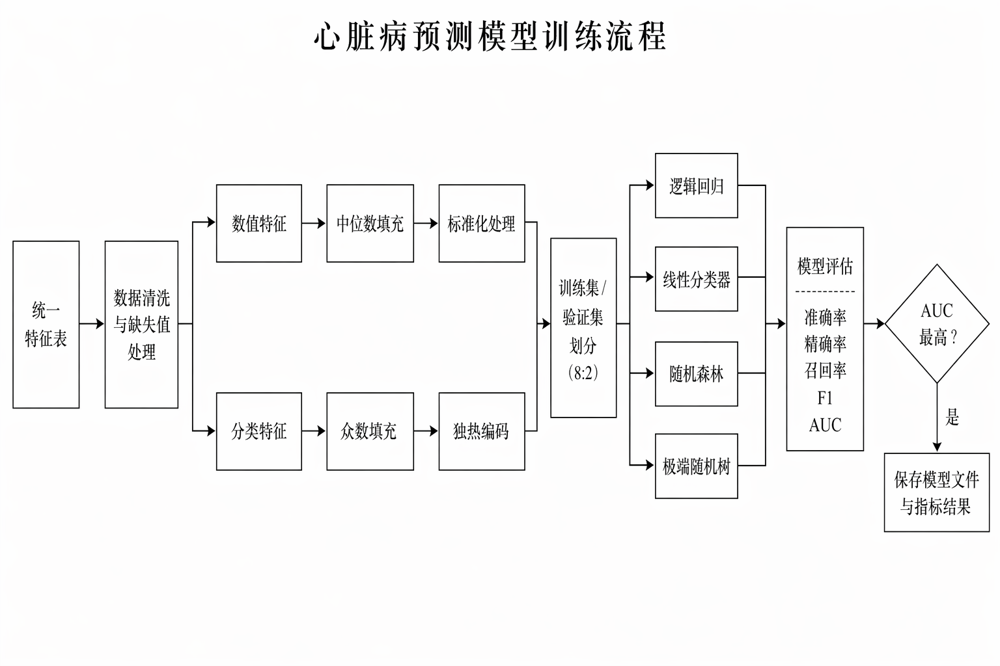 心脏病预测模型训练流程
统一
特征表
数据清洗
与缺失值
处理
数值特征
中位数填充
标准化处理
分类特征
众数填充
独热编码
训练集 /
验证集
划分
（8:2）
逻辑回归
线性分类器
随机森林
极端随机树
模型评估
准确率
精确率
召回率
F1
AUC
AUC
最高？
是
保存模型文件
与指标结果